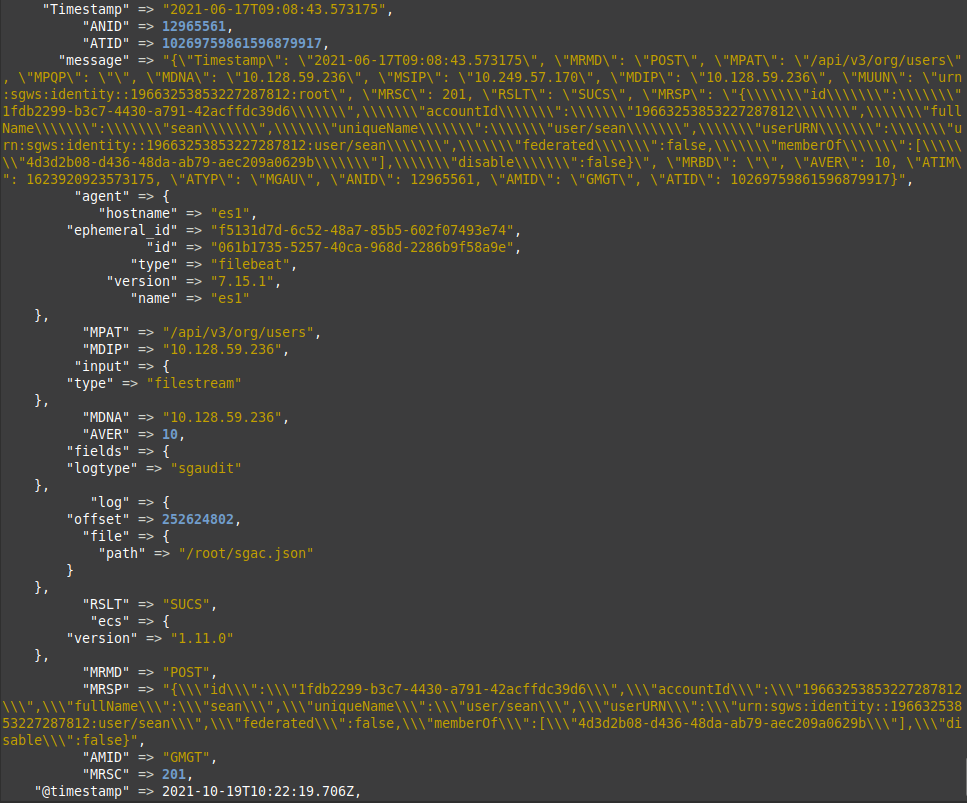 "Timestamp" => "2021-06-17T09:08:43.573175",
"ANID" => 12965561,
"ATID" => 10269759861596879917,
"message" => "{\"Timestamp\": \"2021-06-17T09:08:43.573175\", \"MRMD\": \"POST\", \"MPAT\": \"/api/v3/org/users\"
, \"MPQP\": \"\", \"MDNA\": \"10.128.59.236\", \"MSIP\": \"10.249.57.170\", \"MDIP\": \"10.128.59.236\", \"MUUN\": \"urn
:sgws:identity::19663253853227287812:root\", \"MRSC\": 201, \"RSLT\": \"SUCS\", \"MRSP\": \"{\\\\\\\"id\\\\\\\":\\\\\\\"
1fdb2299-b3c7-4430-a791-42acffdc39d6\\\\\\\",\\\\\\\"accountId\\\\\\\":\\\\\\\"19663253853227287812\\\\\\\",\\\\\\\"full
Name\\\\\\\":\\\\\\\"sean\\\\\\\",\\\\\\\"uniqueName\\\\\\\":\\\\\\\"user/sean\\\\\\\",\\\\\\\"userURN\\\\\\\":\\\\\\\"u
rn:sgws:identity::19663253853227287812:user/sean\\\\\\\",\\\\\\\"federated\\\\\\\":false,\\\\\\\"memberOf\\\\\\\":[\\\\\
\\"4d3d2b08-d436-48da-ab79-aec209a0629b\\\\\\\"],\\\\\\\"disable\\\\\\\":false}\", \"MRBD\": \"\", \"AVER\": 10, \"ATIM\
": 1623920923573175, \"ATYP\": \"MGAU\", \"ANID\": 12965561, \"AMID\": \"GMGT\", \"ATID\": 10269759861596879917}",
"agent" => {
"hostname" => "es1",
"ephemeral_id" => "f5131d7d-6c52-48a7-85b5-602f07493e74",
"id" => "061b1735-5257-40ca-968d-2286b9f58a9e",
"type" => "filebeat",
"version" => "7.15.1",
"name" => "es1"
},
"MPAT" => "/api/v3/org/users",
"MDIP" => "10.128.59.236",
"input" => {
"type" => "filestream"
},
"MDNA" => "10.128.59.236",
"AVER" => 10,
"fields" => {
"logtype" => "sgaudit"
},
"log" => {
"offset" => 252624802,
"file" => {
"path" => "/root/sgac.json"
}
},
"RSLT" => "SUCS",
"ecs" => {
"version" => "1.11.0"
},
"MRMD" => "POST",
"MRSP" => "{\\\"id\\\":\\\"1fdb2299-b3c7-4430-a791-42acffdc39d6\\\",\\\"accountId\\\":\\\"19663253853227287812
\\\",\\\"fullName\\\":\\\"sean\\\",\\\"uniqueName\\\":\\\"user/sean\\\",\\\"userURN\\\":\\\"urn:sgws:identity::196632538
53227287812:user/sean\\\",\\\"federated\\\":false,\\\"memberOf\\\":[\\\"4d3d2b08-d436-48da-ab79-aec209a0629b\\\"],\\\"di
sable\\\":false}",
"AMID" => "GMGT",
"MRSC" => 201,
"@timestamp" => 2021-10-19T10:22:19.706Z,